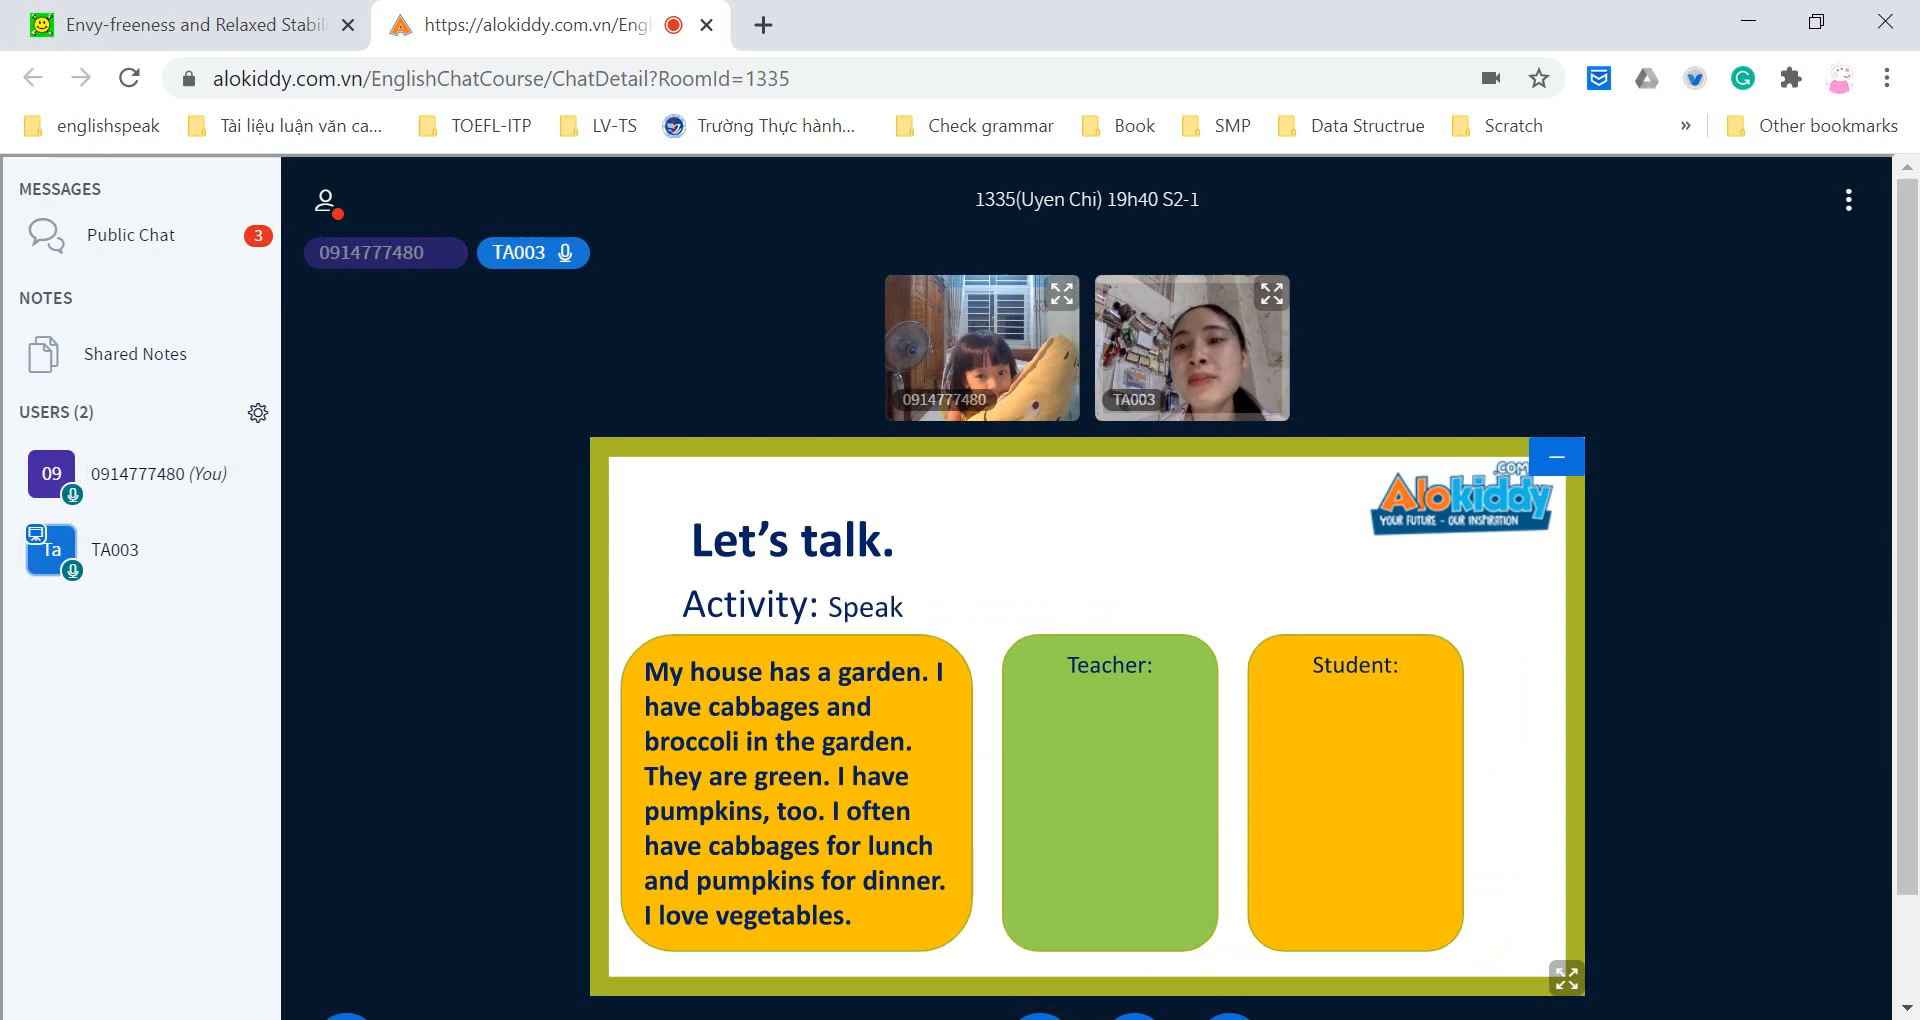 Envy-freeness and Relaxed Stabil
https://alokiddy.com.vn/Eng
alokiddy.com.vn/EnglishChatCourse/ChatDetail?RoomId=1335
englishspeak
Tài liệu luận văn ca...
TOEFL-ITP
LV-TS
Trường Thực hành...
Check grammar
Book
SMP
Data Structrue
Scratch
»
Other bookmarks
MESSAGES
Public Chat
3
NOTES
Shared Notes
USERS (2)
09
0914777480 (You)
Ta
TA003
1335(Uyen Chi) 19h40 S2-1
0914777480
TA003
0914777480
TA003
.COM
Alokiddy
YOUR FUTURE - OUR INSPIRATION
Let's talk.
Activity: Speak
My house has a garden. I
have cabbages and
broccoli in the garden.
They are green. I have
pumpkins, too. I often
have cabbages for lunch
and pumpkins for dinner.
I love vegetables.
Teacher:
Student: